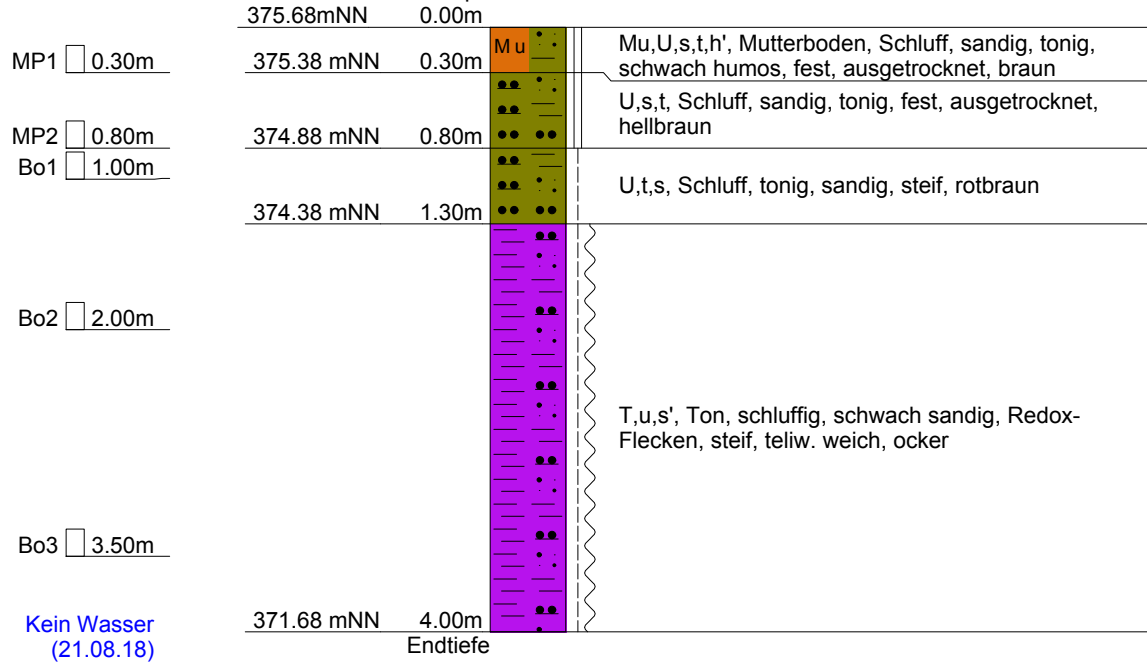 375.68mNN 0.00m
MP1 0.30m 375.38 mNN 0.30m Mu
Mu,U,s,t,h', Mutterboden, Schluff, sandig, tonig,
schwach humos, fest, ausgetrocknet, braun
MP2 0.80m 374.88 mNN 0.80m
U,s,t, Schluff, sandig, tonig, fest, ausgetrocknet,
hellbraun
Bo1 1.00m
374.38 mNN 1.30m
U,t,s, Schluff, tonig, sandig, steif, rotbraun
Bo2 2.00m
T,u,s', Ton, schluffig, schwach sandig, Redox-
Flecken, steif, teliw. weich, ocker
Bo3 3.50m
371.68 mNN 4.00m
Endtiefe
Kein Wasser
(21.08.18)